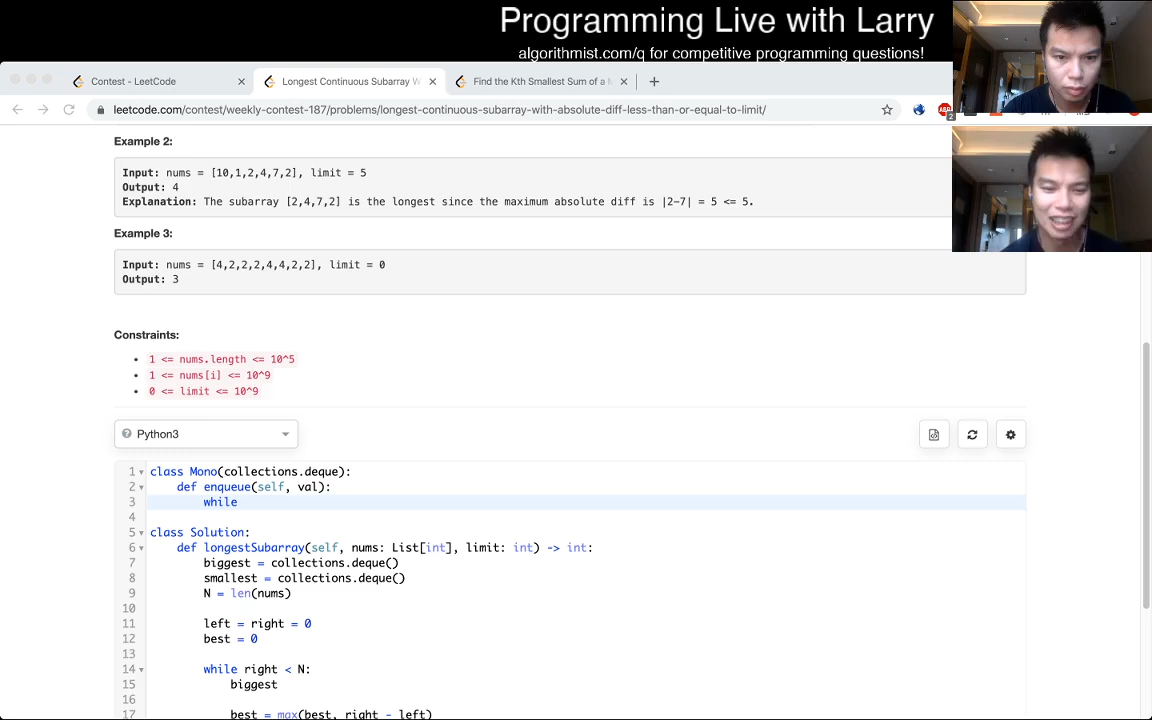 Programming Live with Larry
algorithmist.com/q for competitive programming questions!
Contest - LeetCode
Longest Continuous Subarray W
Find the Kth Smallest Sum of a M
leetcode.com/contest/weekly-contest-187/problems/longest-continuous-subarray-with-absolute-diff-less-than-or-equal-to-limit/
Example 2:
Input: nums = [10,1,2,4,7,2], limit = 5
Output: 4
Explanation: The subarray [2,4,7,2] is the longest since the maximum absolute diff is |2-7| = 5 <= 5.
Example 3:
Input: nums = [4,2,2,2,4,4,2,2], limit = 0
Output: 3
Constraints:
1 <= nums.length <= 10^5
1 <= nums[i] <= 10^9
0 <= limit <= 10^9
Python3
1 class Mono(collections.deque):
2 def enqueue(self, val):
3 while
4
5 class Solution:
6 def longestSubarray(self, nums: List[int], limit: int) -> int:
7 biggest = collections.deque()
8 smallest = collections.deque()
9 N = len(nums)
10
11 left = right = 0
12 best = 0
13
14 while right < N:
15 biggest
16
17 best = max(best, right - left)